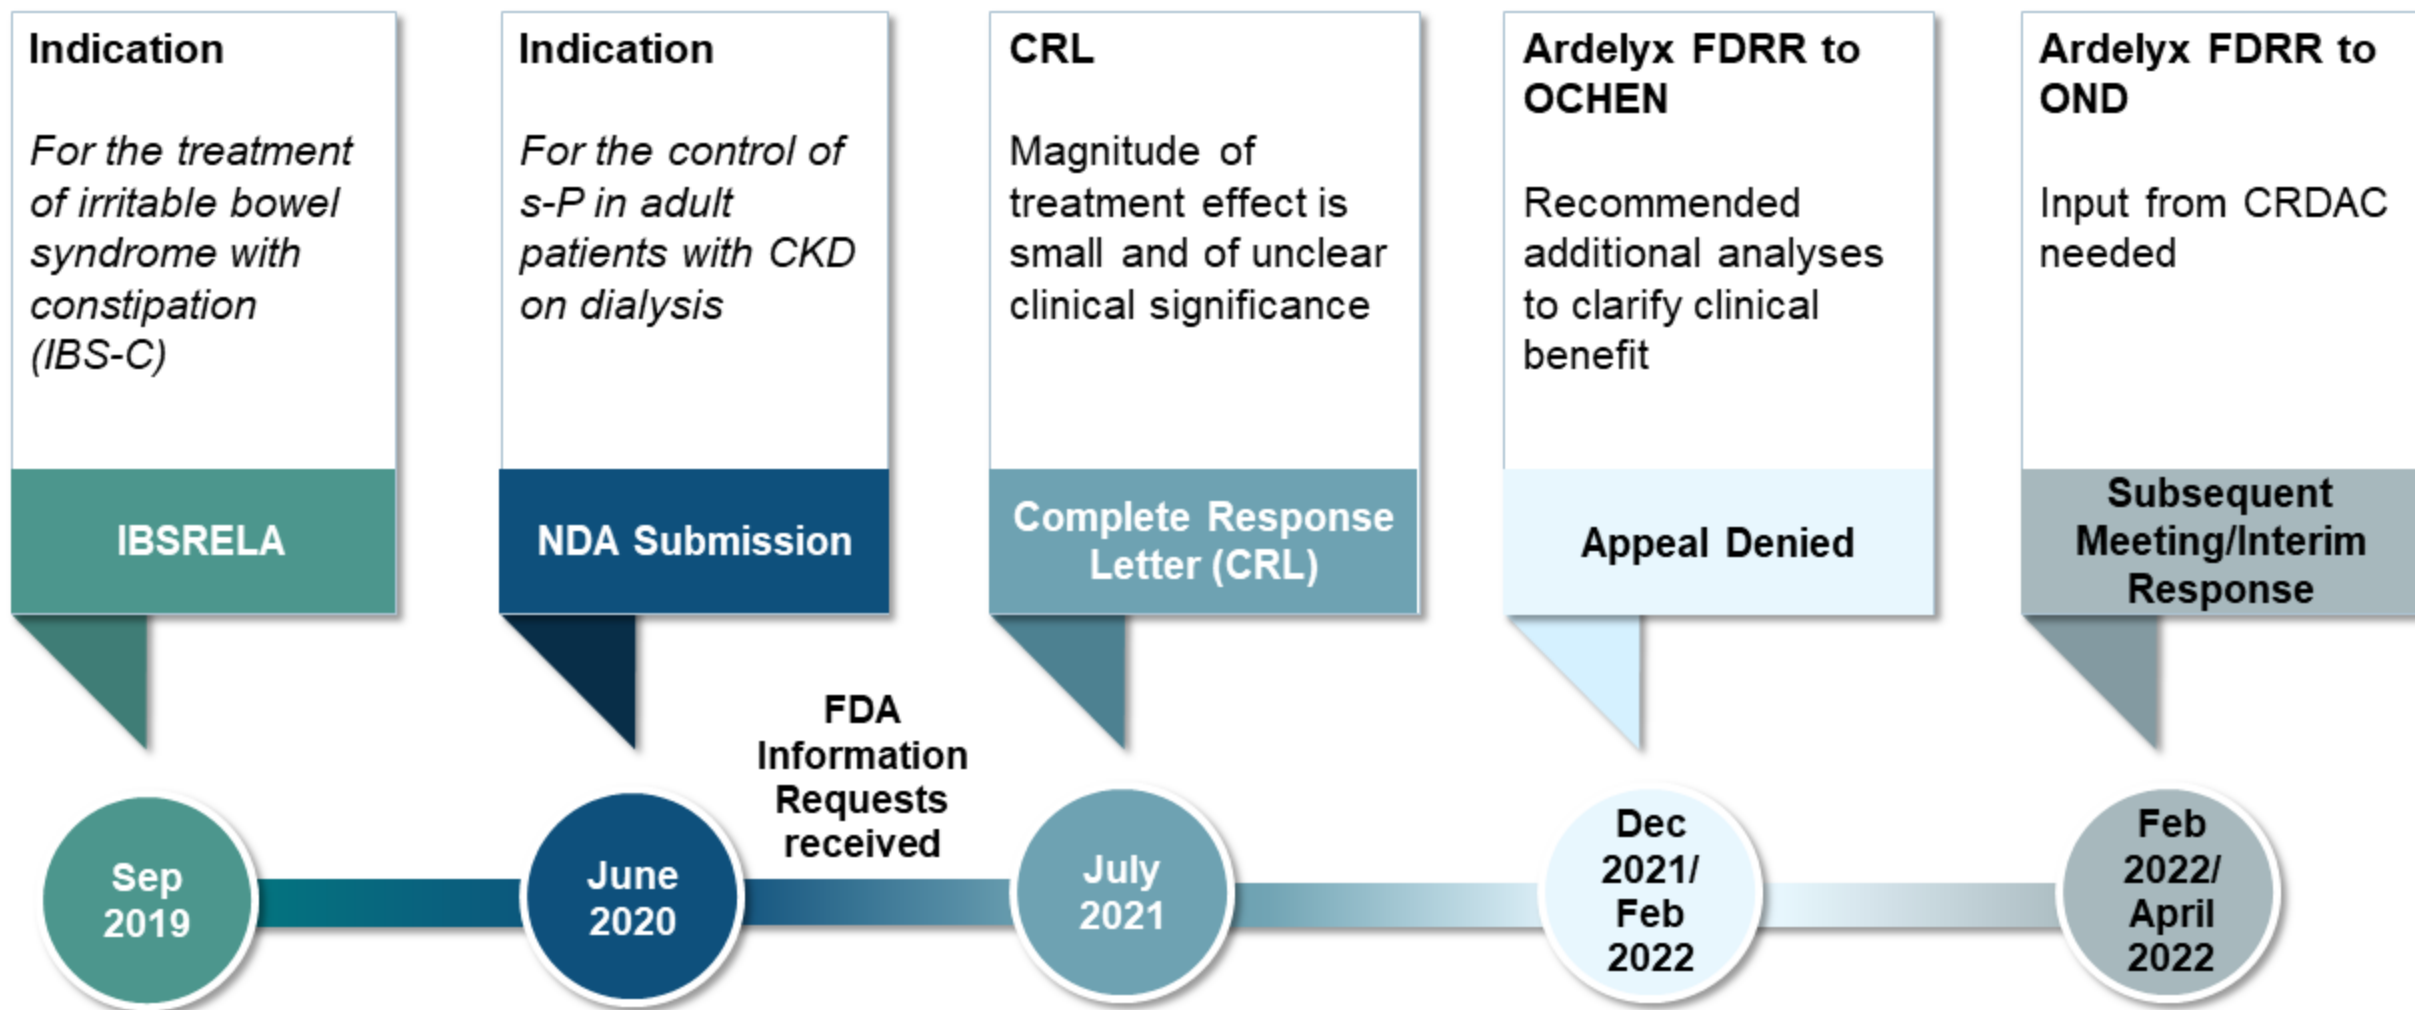 Indication
For the treatment
of irritable bowel
syndrome with
constipation
(IBS-C)
IBSRELA
Sep
2019
Indication
For the control of
s-P in adult
patients with CKD
on dialysis
NDA Submission
June
2020
FDA
Information
Requests
received
CRL
Magnitude of
treatment effect is
small and of unclear
clinical significance
Complete Response
Letter (CRL)
July
2021
Ardelyx FDRR to
OCHEN
Recommended
additional analyses
to clarify clinical
benefit
Appeal Denied
Dec
2021/
Feb
2022
Ardelyx FDRR to
OND
Input from CRDAC
needed
Subsequent
Meeting/Interim
Response
Feb
2022/
April
2022